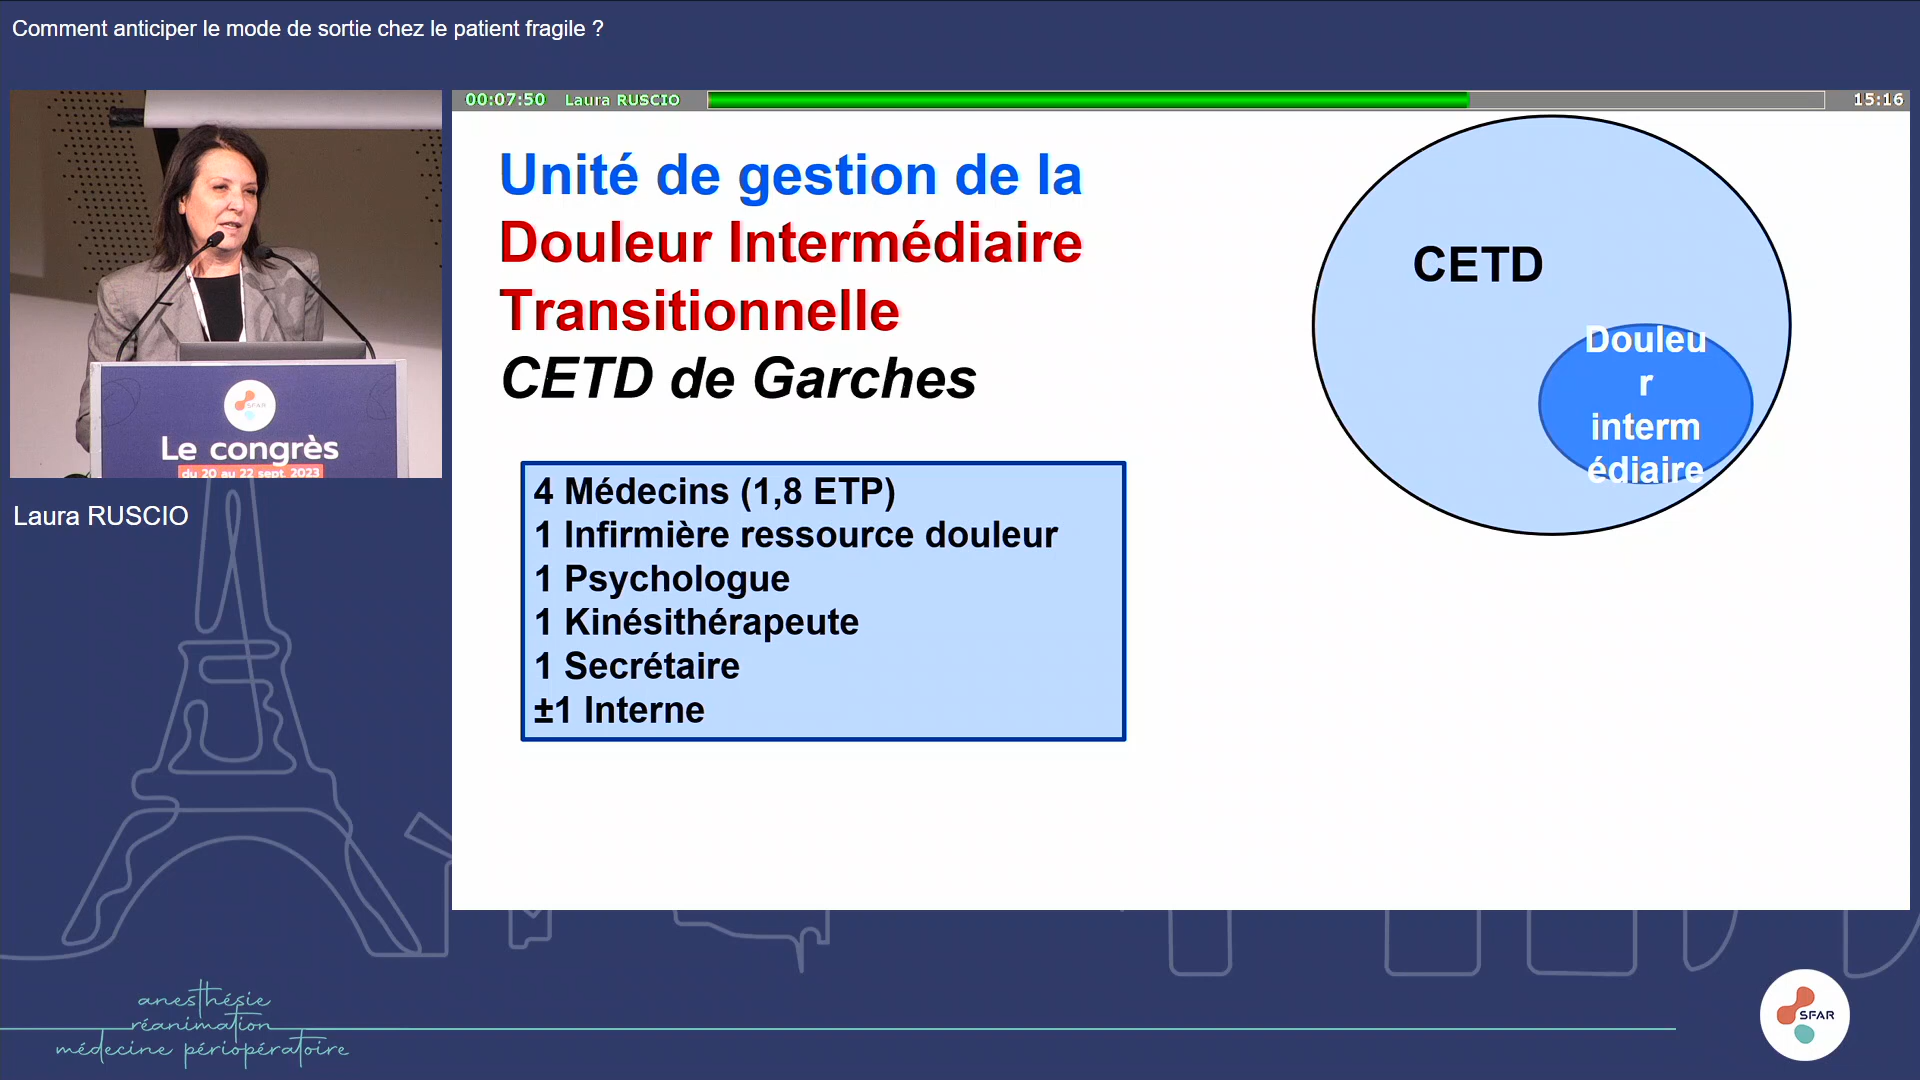 Comment anticiper le mode de sortie chez le patient fragile ?
00:07:50 Laura RUSCIO 15:16
Unité de gestion de la
Douleur Intermédiaire
Transitionnelle
CETD de Garches
CETD
Douleu
r
interm
édiaire
4 Médecins (1,8 ETP)
1 Infirmière ressource douleur
1 Psychologue
1 Kinésithérapeute
1 Secrétaire
±1 Interne
SFAR
Le congrès
du 20 au 22 sept. 2023
Laura RUSCIO
anesthésie
réanimation
médecine périopératoire
SFAR